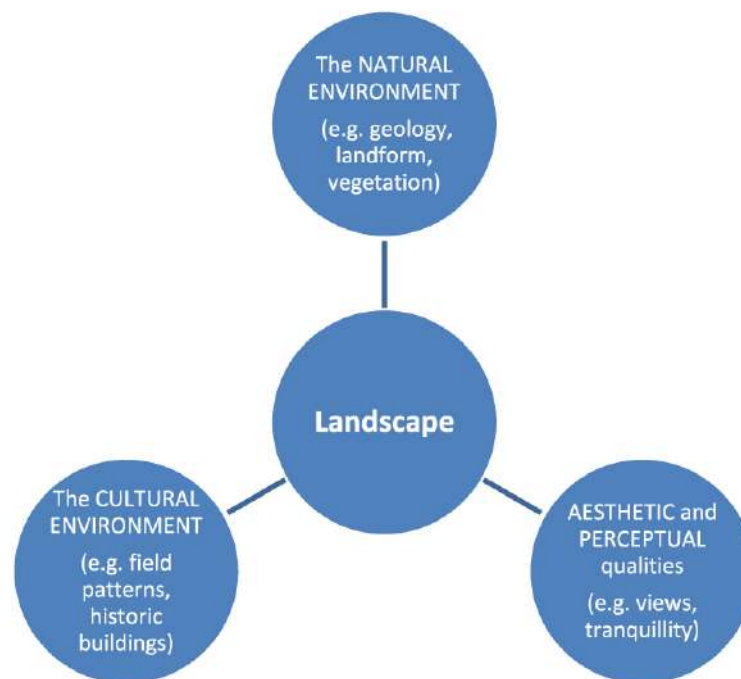 The NATURAL
ENVIRONMENT
(e.g. geology,
landform,
vegetation)
Landscape
The CULTURAL
ENVIRONMENT
(e.g. field
patterns,
historic
buildings)
AESTHETIC and
PERCEPTUAL
qualities
(e.g. views,
tranquillity)